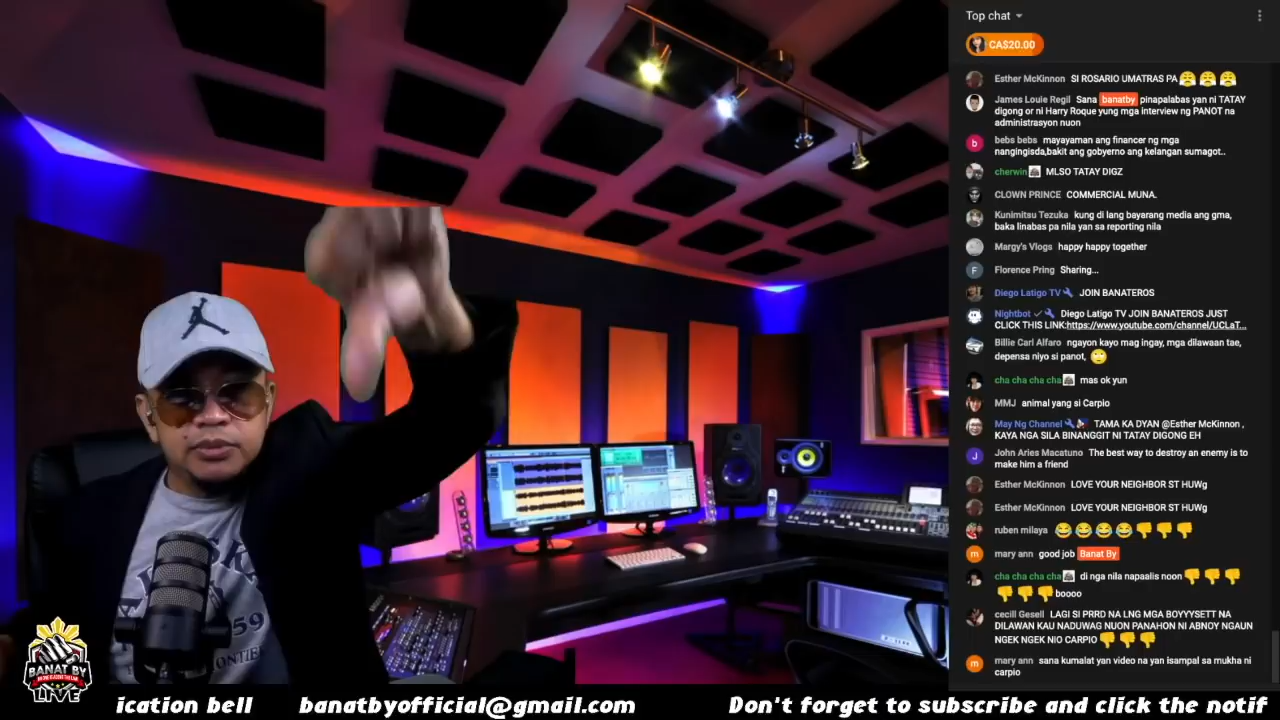 Top chat
CA$20.00
Esther McKinnon SI ROSARIO UMATRAS PA
James Louie Regil Sana banatby pinapalabas yan ni TATAY
digong or ni Harry Roque yung mga interview ng PANOT na
administrasyon nuon
b bebs bebs mayayaman ang financer ng mga
nangingisda,bakit ang gobyerno ang kelangan sumagot..
cherwin MLSO TATAY DIGZ
CLOWN PRINCE COMMERCIAL MUNA.
Kunimitsu Tezuka kung di lang bayarang media ang gma,
baka linabas pa nila yan sa reporting nila
Margy's Vlogs happy happy together
F Florence Pring Sharing...
Diego Latigo TV JOIN BANATEROS
Nightbot Diego Latigo TV JOIN BANATEROS JUST
CLICK THIS LINK:https://www.youtube.com/channel/UCLaT...
Billie Carl Alfaro ngayon kayo mag ingay, mga dilawaan tae,
depensa niyo si panot,
cha cha cha cha mas ok yun
MMJ animal yang si Carpio
May Ng Channel TAMA KA DYAN @Esther McKinnon ,
KAYA NGA SILA BINANGGIT NI TATAY DIGONG EH
J John Aries Macatuno The best way to destroy an enemy is to
make him a friend
Esther McKinnon LOVE YOUR NEIGHBOR ST HUWg
Esther McKinnon LOVE YOUR NEIGHBOR ST HUWg
ruben milaya
m mary ann good job Banat By
cha cha cha cha di nga nila napaalis noon
boooo
cecill Gesell LAGI SI PRRD NA LNG MGA BOYYYSETT NA
DILAWAN KAU NADUWAG NUON PANAHON NI ABNOY NGAUN
NGEK NGEK NIO CARPIO
m mary ann sana kumalat yan video na yan isampal sa mukha ni
carpio
59
BANAT BY
LIVE
ication bell banatbyofficial@gmail.com Don't forget to subscribe and click the notif